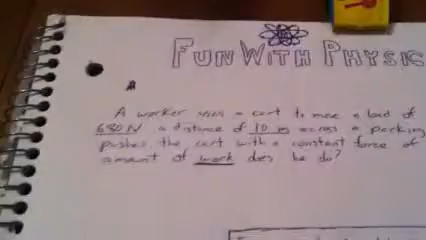 FUN WITH PHYSIC
A worker uses a cart to move a load of
680 N a distance of 10 m across a parking
pushes the cart with a constant force of
amount of work does he do?